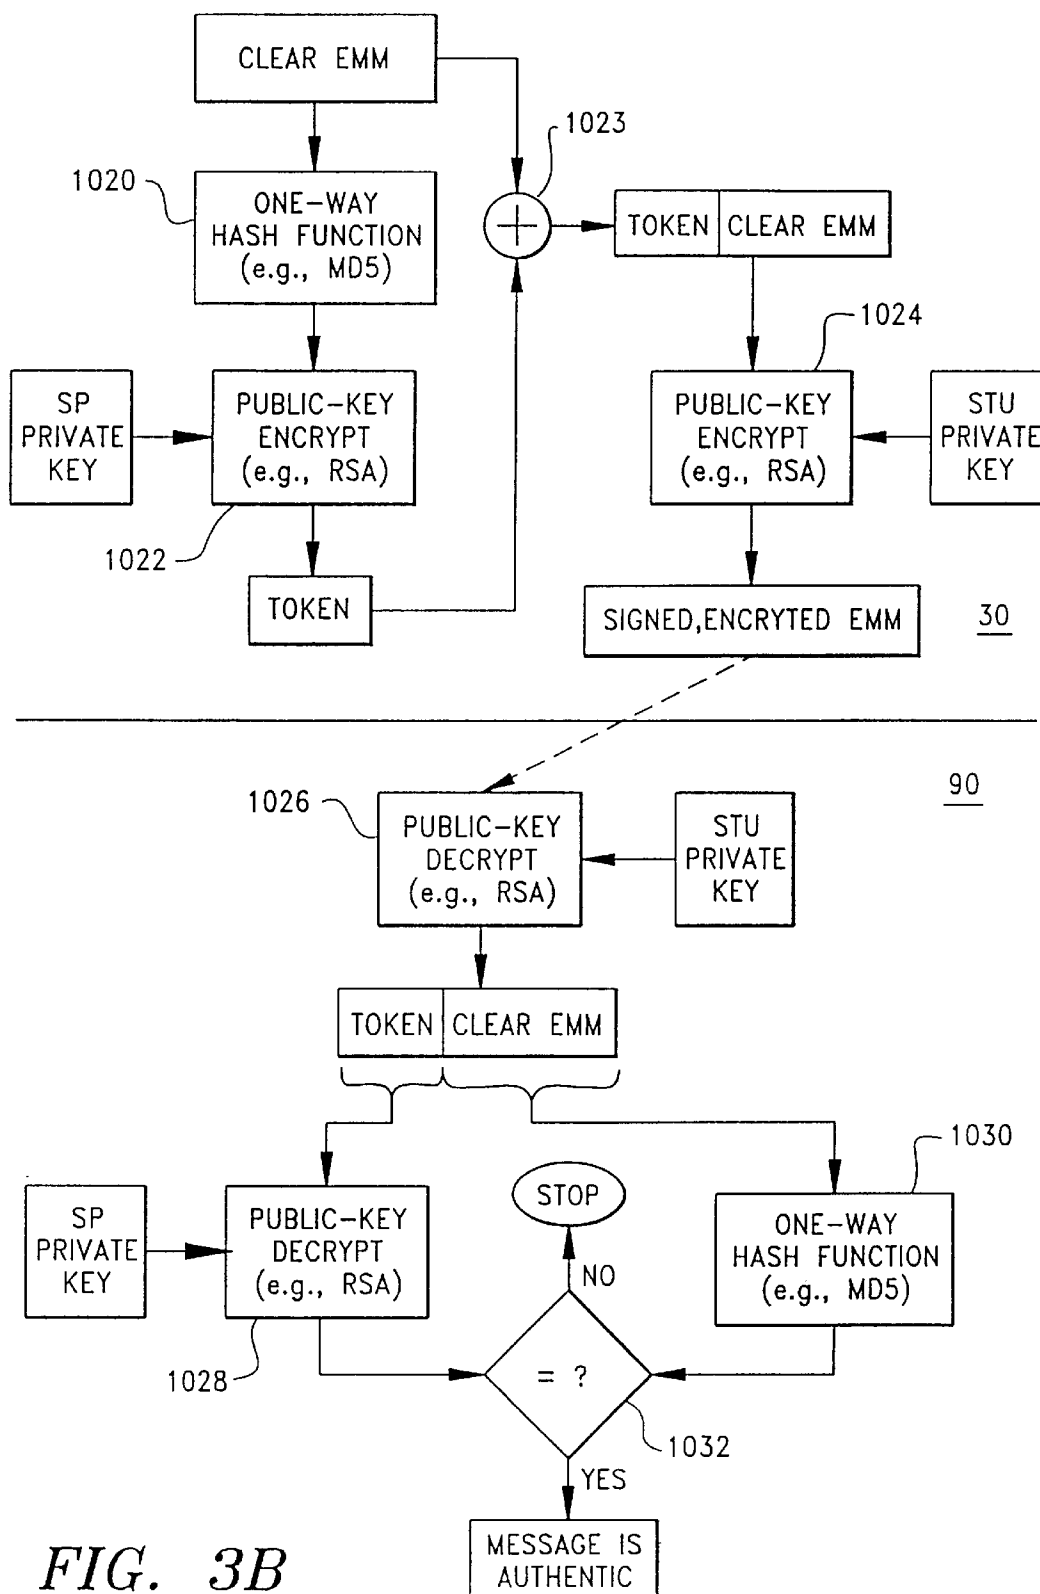 CLEAR EMM
1023
1020
ONE-WAY
HASH FUNCTION
(e.g., MD5)
TOKEN CLEAR EMM
1024
SP
PRIVATE
KEY
PUBLIC-KEY
ENCRYPT
(e.g., RSA)
PUBLIC-KEY
ENCRYPT
(e.g., RSA)
STU
PRIVATE
KEY
1022
TOKEN
SIGNED,ENCRYTED EMM
30
90
1026
PUBLIC-KEY
DECRYPT
(e.g., RSA)
STU
PRIVATE
KEY
TOKEN CLEAR EMM
1030
SP
PRIVATE
KEY
PUBLIC-KEY
DECRYPT
(e.g., RSA)
STOP
ONE-WAY
HASH FUNCTION
(e.g., MD5)
NO
1028
= ?
1032
YES
MESSAGE IS
AUTHENTIC
FIG. 3B